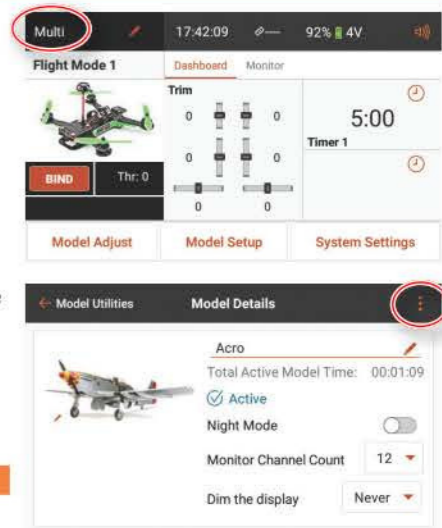 Multi 17:42:09 92% 4V
Flight Mode 1 Dashboard Monitor
Trim
0 0
5:00
Timer 1
0 0
BIND Thr: 0
0 0
Model Adjust Model Setup System Settings
e
Model Utilities Model Details
Acro
Total Active Model Time: 00:01:09
Active
Night Mode
Monitor Channel Count 12
Dim the display Never